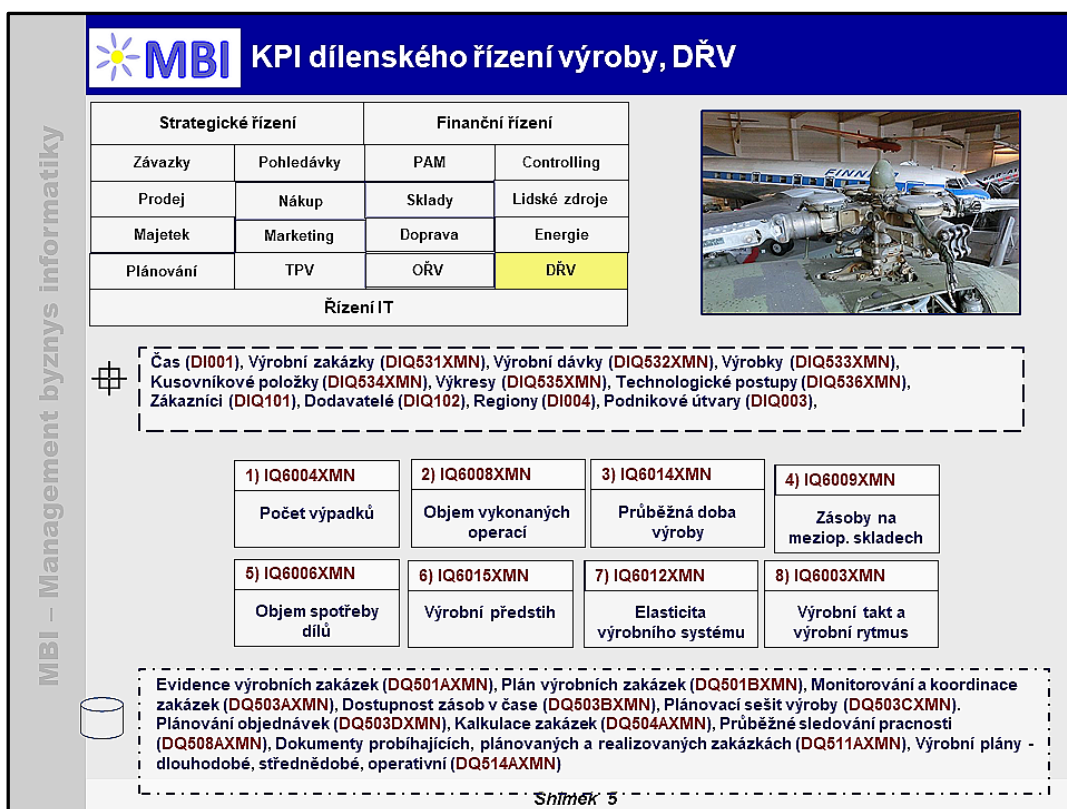 MBI
KPI dílenského řízení výroby, DŘV
MBI – Management byznys informatiky
Strategické řízení Finanční řízení
Závazky Pohledávky PAM Controlling
Prodej Nákup Sklady Lidské zdroje
Majetek Marketing Doprava Energie
Plánování TPV OŘV DŘV
Řízení IT
FINNAIR
KAR-AIR
Čas (DI001), Výrobní zakázky (DIQ531XMN), Výrobní dávky (DIQ532XMN), Výrobky (DIQ533XMN),
Kusovníkové položky (DIQ534XMN), Výkresy (DIQ535XMN), Technologické postupy (DIQ536XMN),
Zákazníci (DIQ101), Dodavatelé (DIQ102), Regiony (DI004), Podnikové útvary (DIQ003),
1) IQ6004XMN
Počet výpadků
2) IQ6008XMN
Objem vykonaných
operací
3) IQ6014XMN
Průběžná doba
výroby
4) IQ6009XMN
Zásoby na
meziop. skladech
5) IQ6006XMN
Objem spotřeby
dílů
6) IQ6015XMN
Výrobní předstih
7) IQ6012XMN
Elasticita
výrobního systému
8) IQ6003XMN
Výrobní takt a
výrobní rytmus
Evidence výrobních zakázek (DQ501AXMN), Plán výrobních zakázek (DQ501BXMN), Monitorování a koordinace
zakázek (DQ503AXMN), Dostupnost zásob v čase (DQ503BXMN), Plánovací sešit výroby (DQ503CXMN).
Plánování objednávek (DQ503DXMN), Kalkulace zakázek (DQ504AXMN), Průběžné sledování pracnosti
(DQ508AXMN), Dokumenty probíhajících, plánovaných a realizovaných zakázkách (DQ511AXMN), Výrobní plány -
dlouhodobé, střednědobé, operativní (DQ514AXMN)
Snímek 5